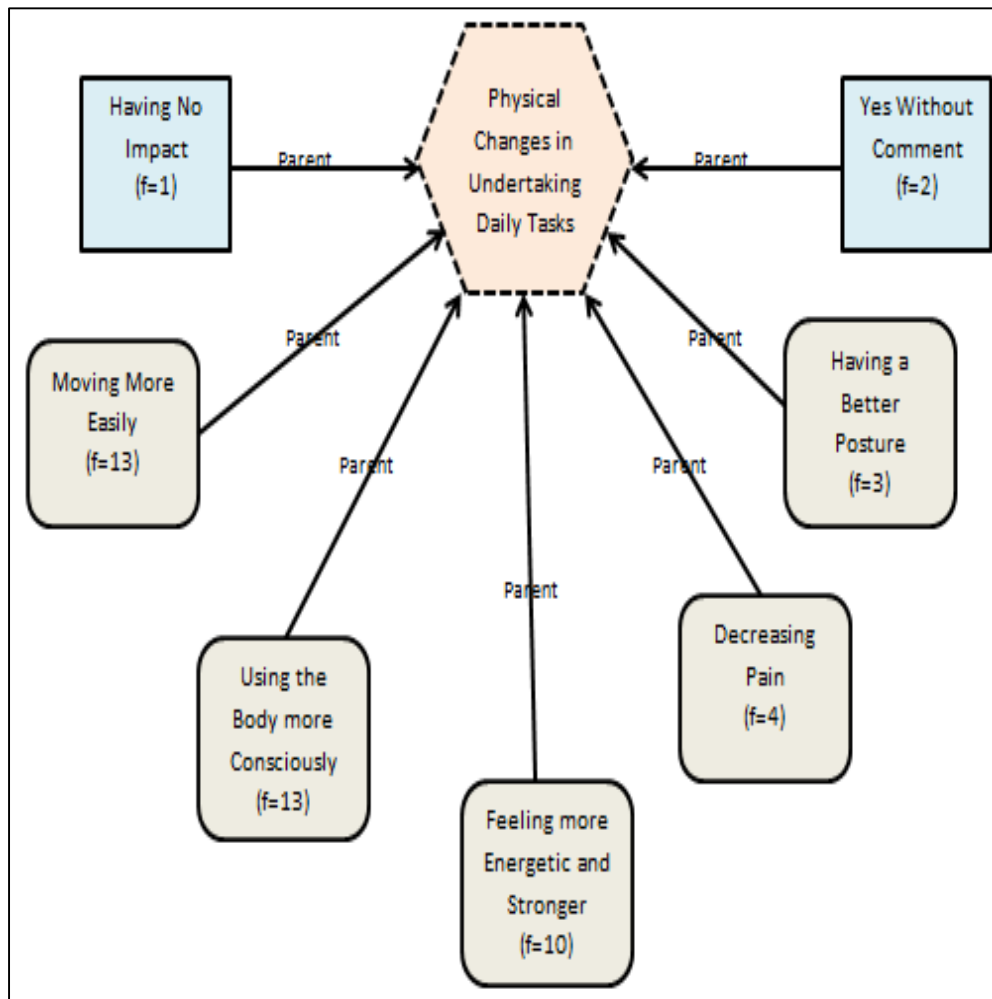 Having No
Impact
(f=1)
Parent
Physical
Changes in
Undertaking
Daily Tasks
Parent
Yes Without
Comment
(f=2)
Moving More
Easily
(f=13)
Parent
Parent
Having a
Better
Posture
(f=3)
Using the
Body more
Consciously
(f=13)
Parent
Parent
Decreasing
Pain
(f=4)
Parent
Feeling more
Energetic and
Stronger
(f=10)